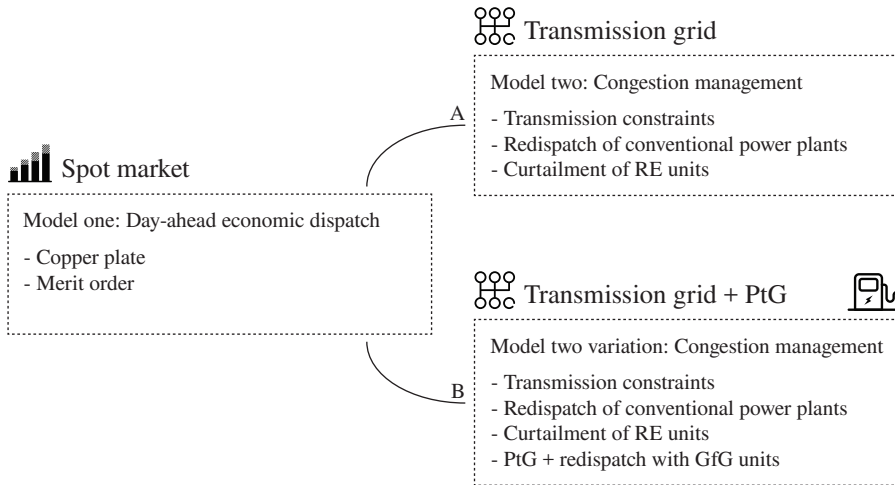 Transmission grid
Model two: Congestion management
- Transmission constraints
- Redispatch of conventional power plants
- Curtailment of RE units
A
Spot market
Model one: Day-ahead economic dispatch
- Copper plate
- Merit order
Transmission grid + PtG
Model two variation: Congestion management
- Transmission constraints
- Redispatch of conventional power plants
- Curtailment of RE units
- PtG + redispatch with GfG units
B